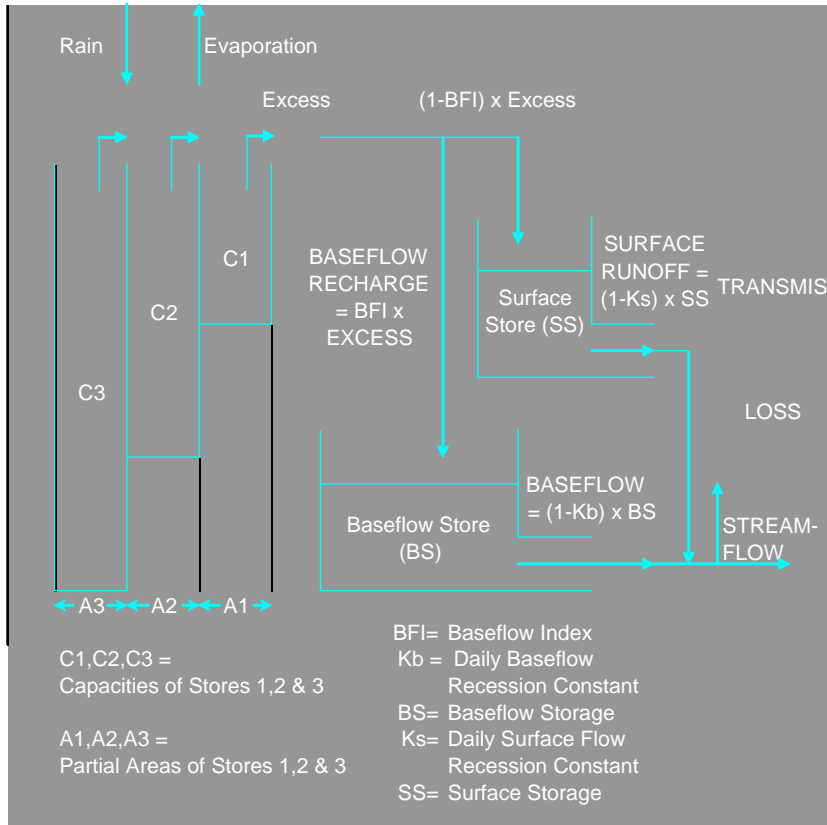 Rain
Evaporation
Excess
(1-BFI) x Excess
C1
C2
C3
BASEFLOW
RECHARGE
= BFI x
EXCESS
Surface
Store (SS)
SURFACE
RUNOFF =
(1-Ks) x SS
TRANSMIS
LOSS
Baseflow Store
(BS)
BASEFLOW
= (1-Kb) x BS
STREAM-
FLOW
A3
A2
A1
C1,C2,C3 =
Capacities of Stores 1,2 & 3
A1,A2,A3 =
Partial Areas of Stores 1,2 & 3
BFI= Baseflow Index
Kb = Daily Baseflow
Recession Constant
BS= Baseflow Storage
Ks= Daily Surface Flow
Recession Constant
SS= Surface Storage